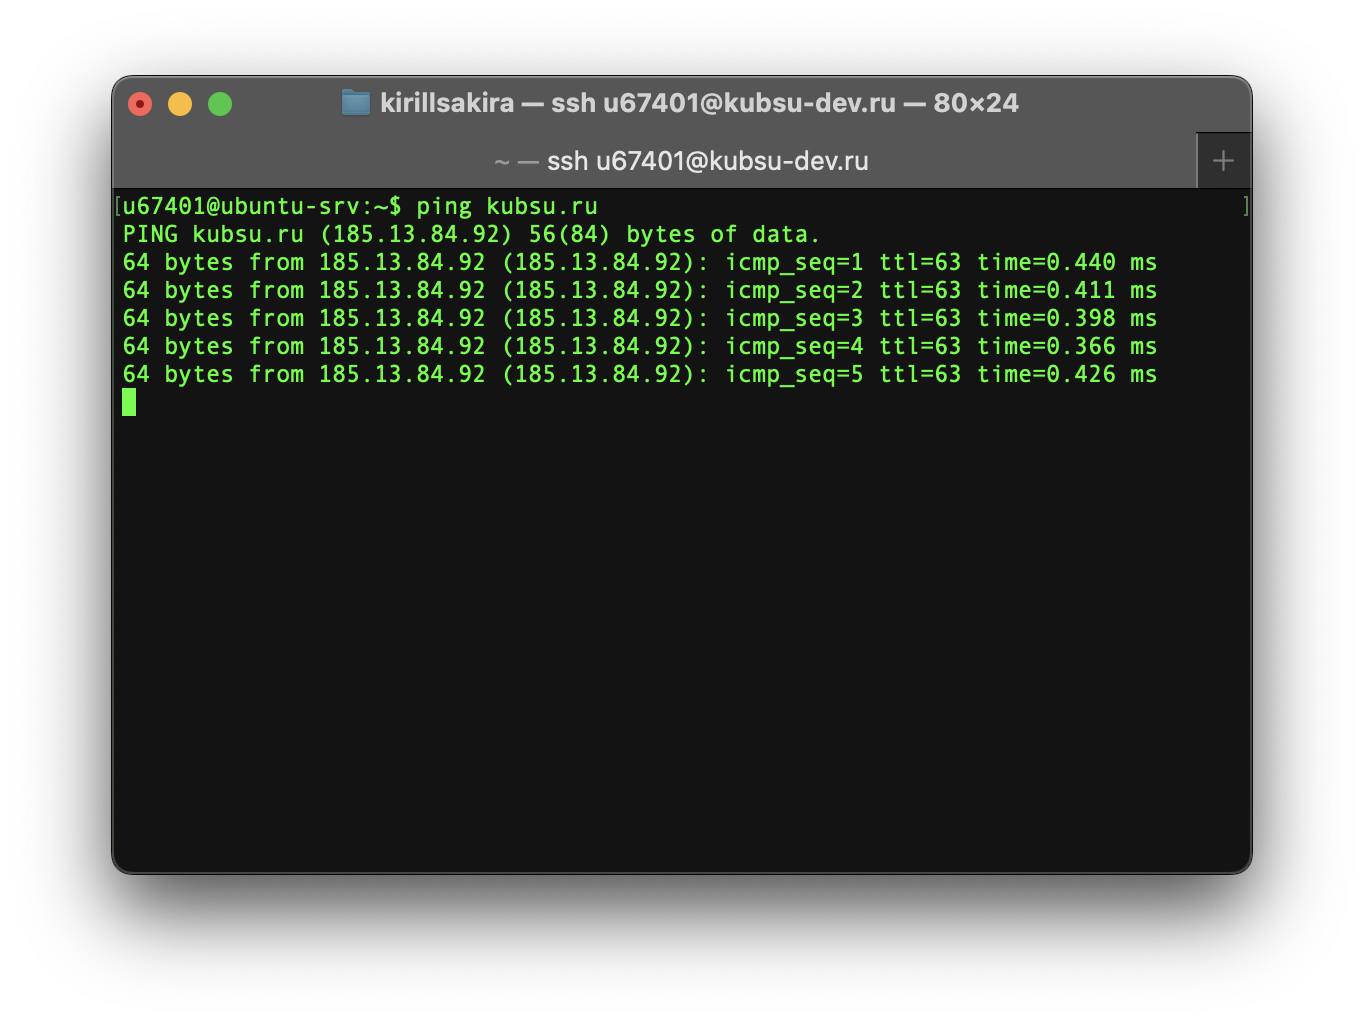 kirillsakira — ssh u67401@kubsu-dev.ru — 80×24
~ — ssh u67401@kubsu-dev.ru
[u67401@ubuntu-srv:~$ ping kubsu.ru ]
PING kubsu.ru (185.13.84.92) 56(84) bytes of data.
64 bytes from 185.13.84.92 (185.13.84.92): icmp_seq=1 ttl=63 time=0.440 ms
64 bytes from 185.13.84.92 (185.13.84.92): icmp_seq=2 ttl=63 time=0.411 ms
64 bytes from 185.13.84.92 (185.13.84.92): icmp_seq=3 ttl=63 time=0.398 ms
64 bytes from 185.13.84.92 (185.13.84.92): icmp_seq=4 ttl=63 time=0.366 ms
64 bytes from 185.13.84.92 (185.13.84.92): icmp_seq=5 ttl=63 time=0.426 ms